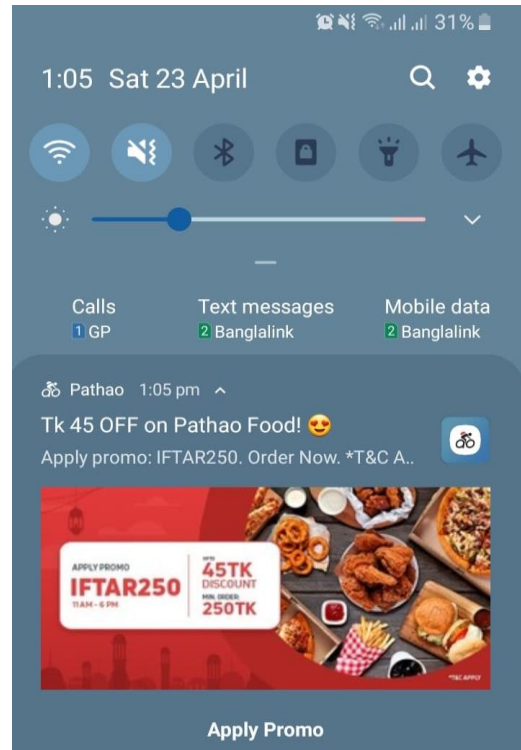 31%
1:05 Sat 23 April
Calls
1 GP
Text messages
2 Banglalink
Mobile data
2 Banglalink
Pathao 1:05 pm
Tk 45 OFF on Pathao Food! 😍
Apply promo: IFTAR250. Order Now. *T&C A..
APPLY PROMO
IFTAR250
11AM - 6 PM
UPTO
45TK
DISCOUNT
MIN. ORDER:
250TK
*T&C APPLY
Apply Promo